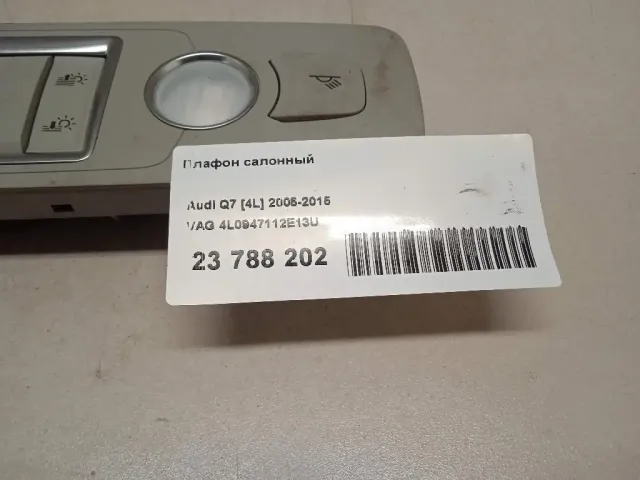 Плафон салонный
Audi Q7 [4L] 2005-2015
VAG 4L0947112E13U
23 788 202